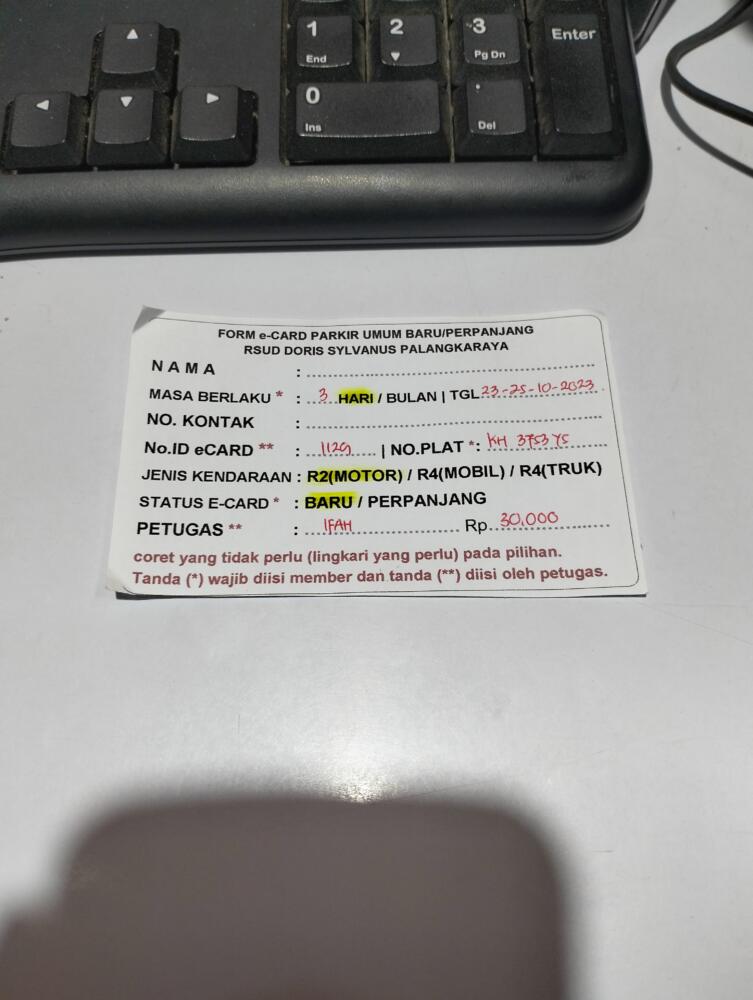 1
End
2
3
Pg Dn
Enter
0
Ins
.
Del
FORM e-CARD PARKIR UMUM BARU/PERPANJANG
RSUD DORIS SYLVANUS PALANGKARAYA
NAMA :
MASA BERLAKU * : 3 HARI / BULAN | TGL 23-25-10-2023
NO. KONTAK :
No.ID eCARD ** : 1129 | NO.PLAT *: KH 3753 YS
JENIS KENDARAAN : R2(MOTOR) / R4(MOBIL) / R4(TRUK)
STATUS E-CARD * : BARU / PERPANJANG
PETUGAS ** : IFAH Rp 30,000
coret yang tidak perlu (lingkari yang perlu) pada pilihan.
Tanda (*) wajib diisi member dan tanda (**) diisi oleh petugas.